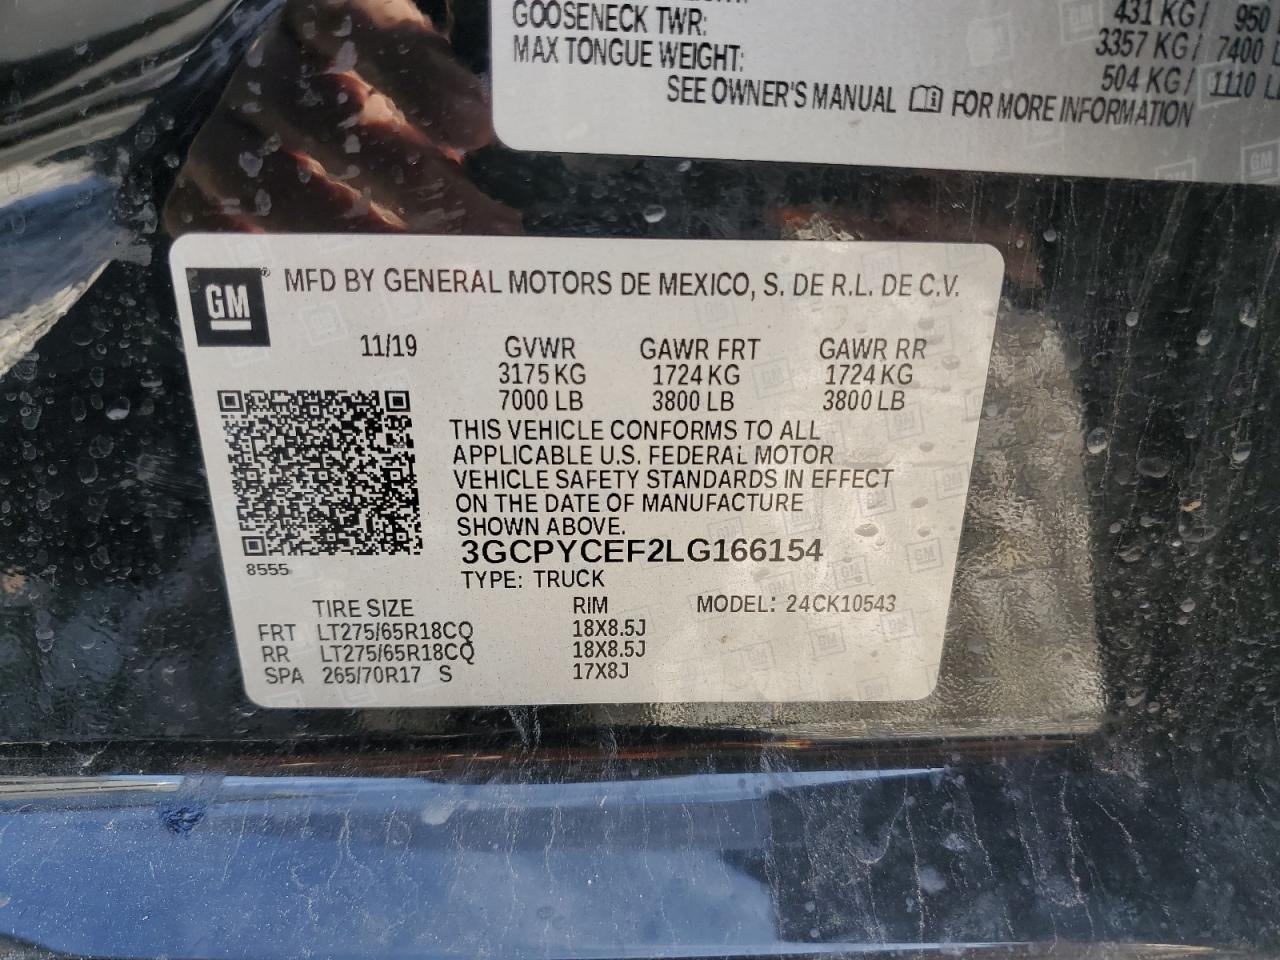 GOOSENECK TWR: 431 KG/ 950
MAX TONGUE WEIGHT: 3357 KG/ 7400
504 KG/ 1110
SEE OWNER'S MANUAL FOR MORE INFORMATION
GM ® MFD BY GENERAL MOTORS DE MEXICO, S. DE R.L. DE C.V.
11/19 GVWR GAWR FRT GAWR RR
3175 KG 1724 KG 1724 KG
7000 LB 3800 LB 3800 LB
THIS VEHICLE CONFORMS TO ALL
APPLICABLE U.S. FEDERAL MOTOR
VEHICLE SAFETY STANDARDS IN EFFECT
ON THE DATE OF MANUFACTURE
SHOWN ABOVE.
3GCPYCEF2LG166154
8555 TYPE: TRUCK
TIRE SIZE RIM MODEL: 24CK10543
FRT LT275/65R18CQ 18X8.5J
RR LT275/65R18CQ 18X8.5J
SPA 265/70R17 S 17X8J